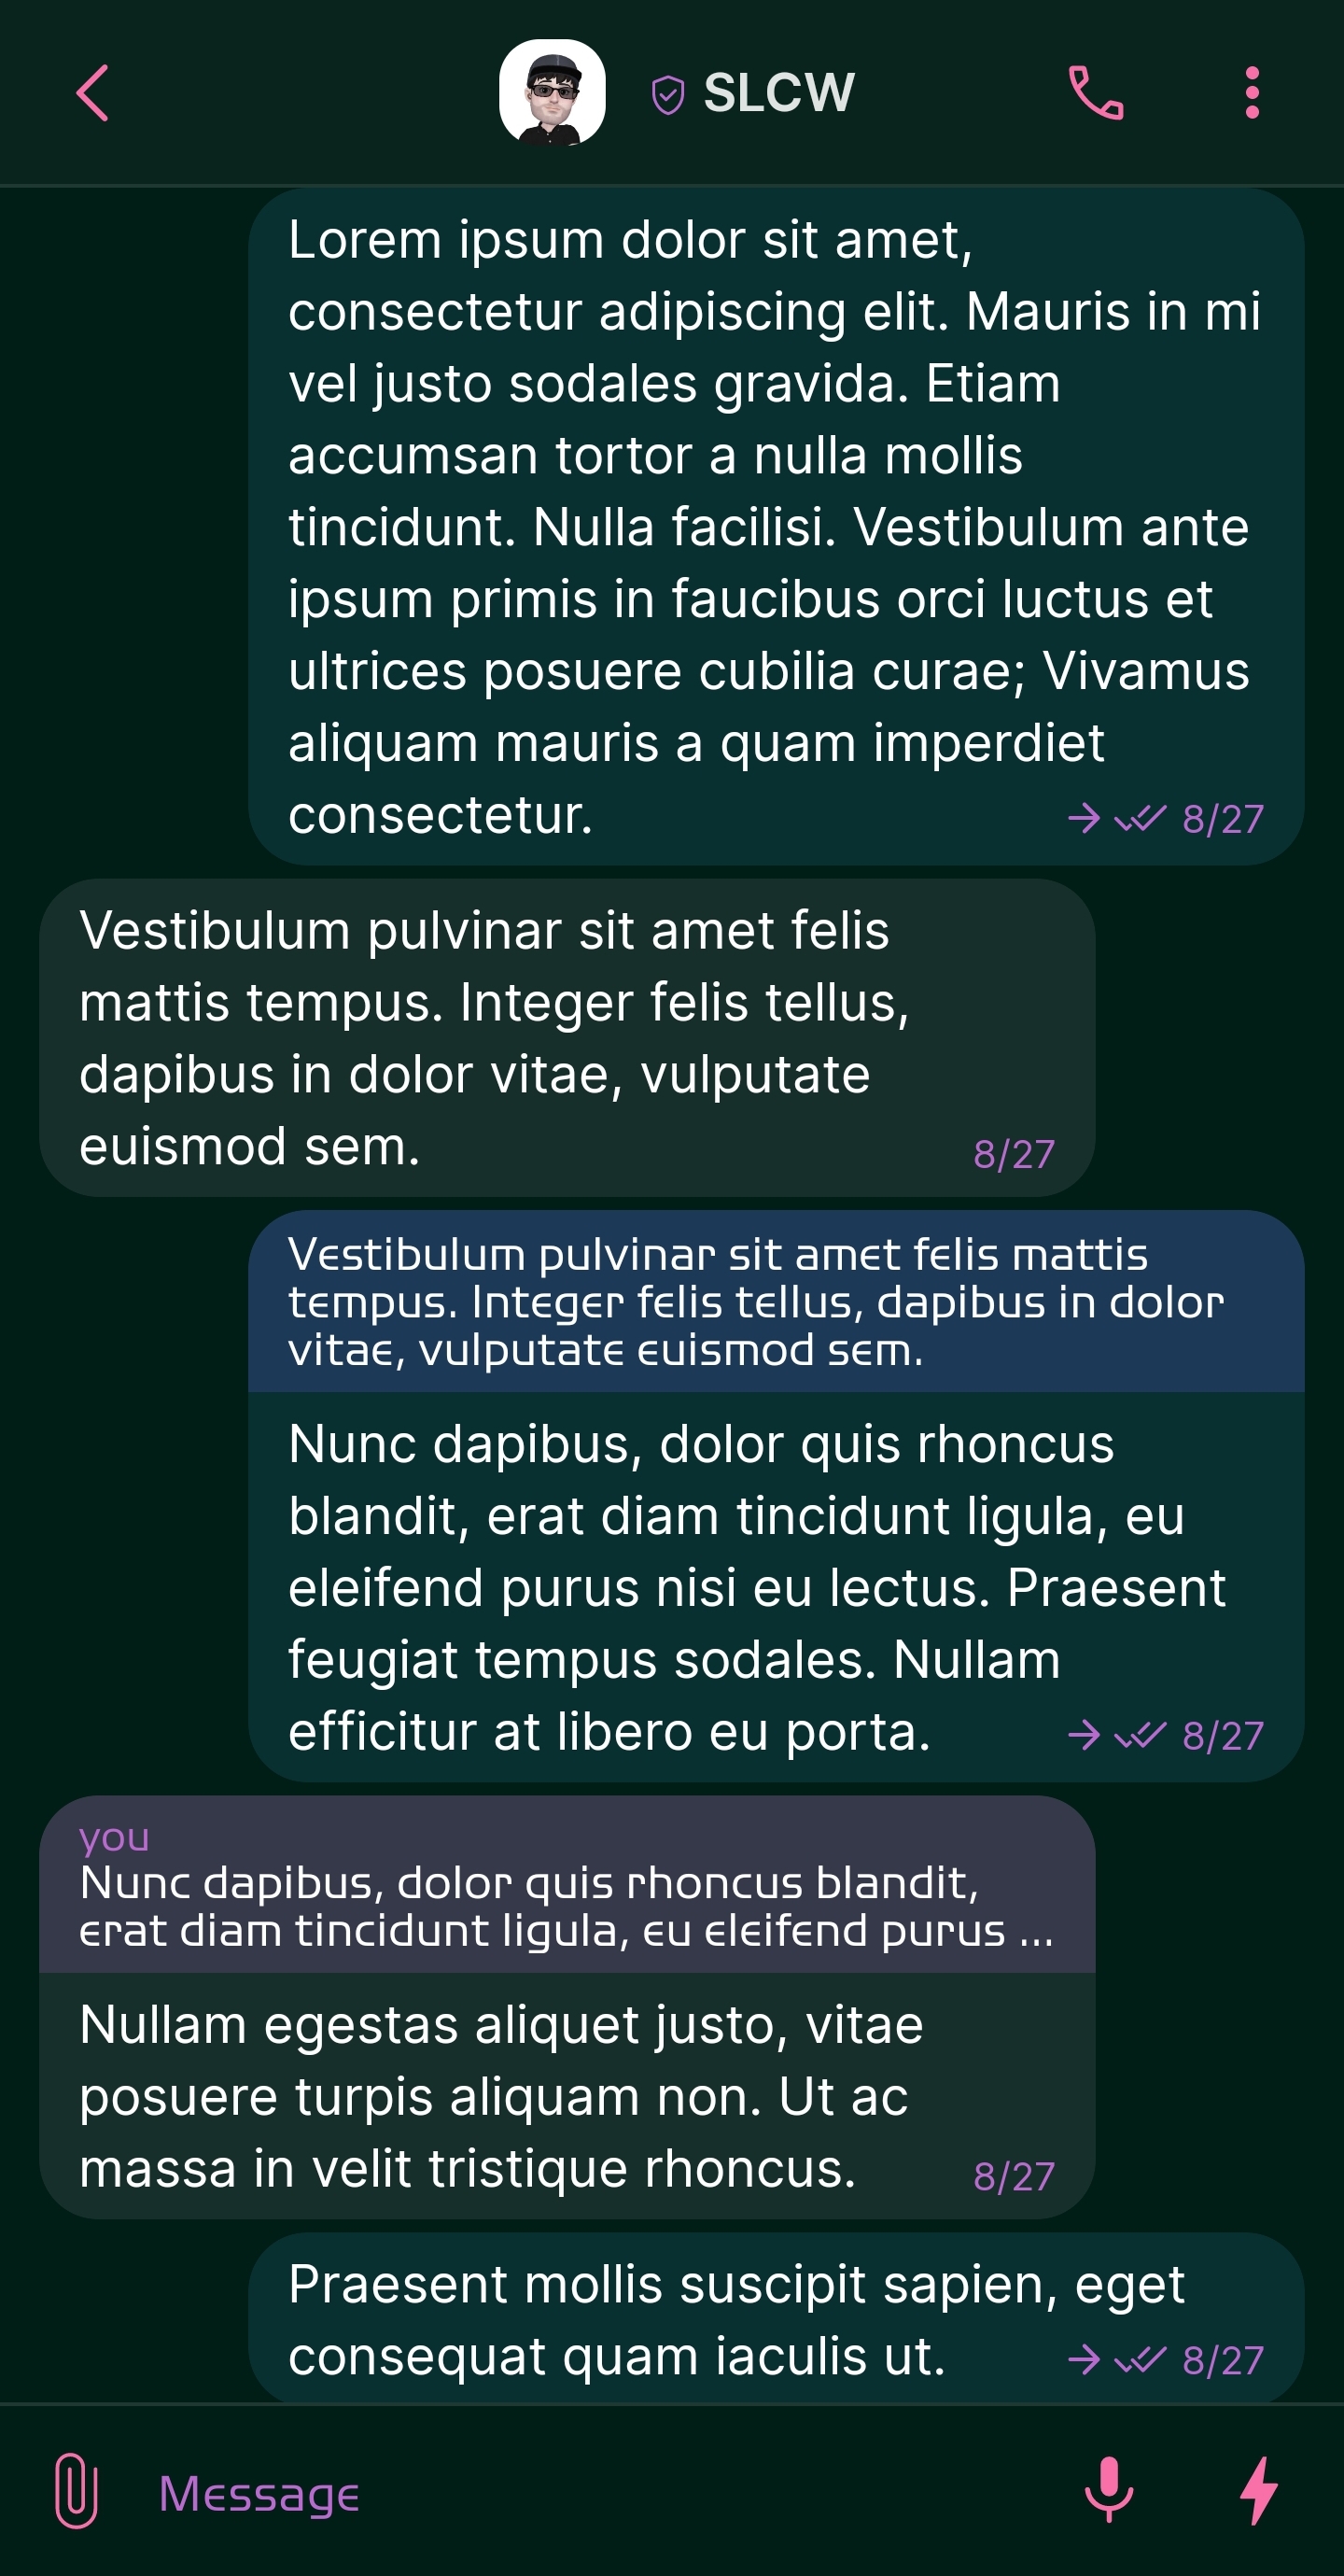 SLCW
Lorem ipsum dolor sit amet,
consectetur adipiscing elit. Mauris in mi
vel justo sodales gravida. Etiam
accumsan tortor a nulla mollis
tincidunt. Nulla facilisi. Vestibulum ante
ipsum primis in faucibus orci luctus et
ultrices posuere cubilia curae; Vivamus
aliquam mauris a quam imperdiet
consectetur.
8/27
Vestibulum pulvinar sit amet felis
mattis tempus. Integer felis tellus,
dapibus in dolor vitae, vulputate
euismod sem.
8/27
Vestibulum pulvinar sit amet felis mattis
tempus. Integer felis tellus, dapibus in dolor
vitae, vulputate euismod sem.
Nunc dapibus, dolor quis rhoncus
blandit, erat diam tincidunt ligula, eu
eleifend purus nisi eu lectus. Praesent
feugiat tempus sodales. Nullam
efficitur at libero eu porta.
8/27
you
Nunc dapibus, dolor quis rhoncus blandit,
erat diam tincidunt ligula, eu eleifend purus ...
Nullam egestas aliquet justo, vitae
posuere turpis aliquam non. Ut ac
massa in velit tristique rhoncus.
8/27
Praesent mollis suscipit sapien, eget
consequat quam iaculis ut.
8/27
Message